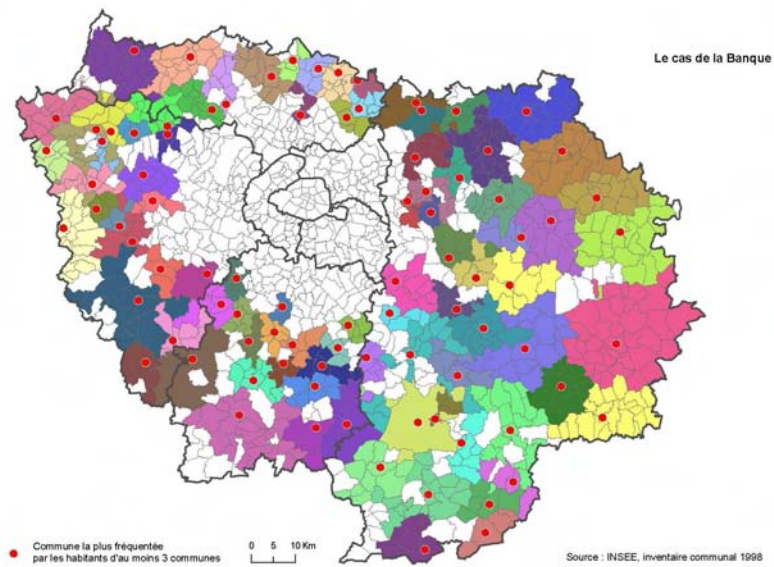 Le cas de la Banque
Commune la plus fréquentée
par les habitants d'au moins 3 communes
0 5 10 Km
Source : INSEE, inventaire communal 1998